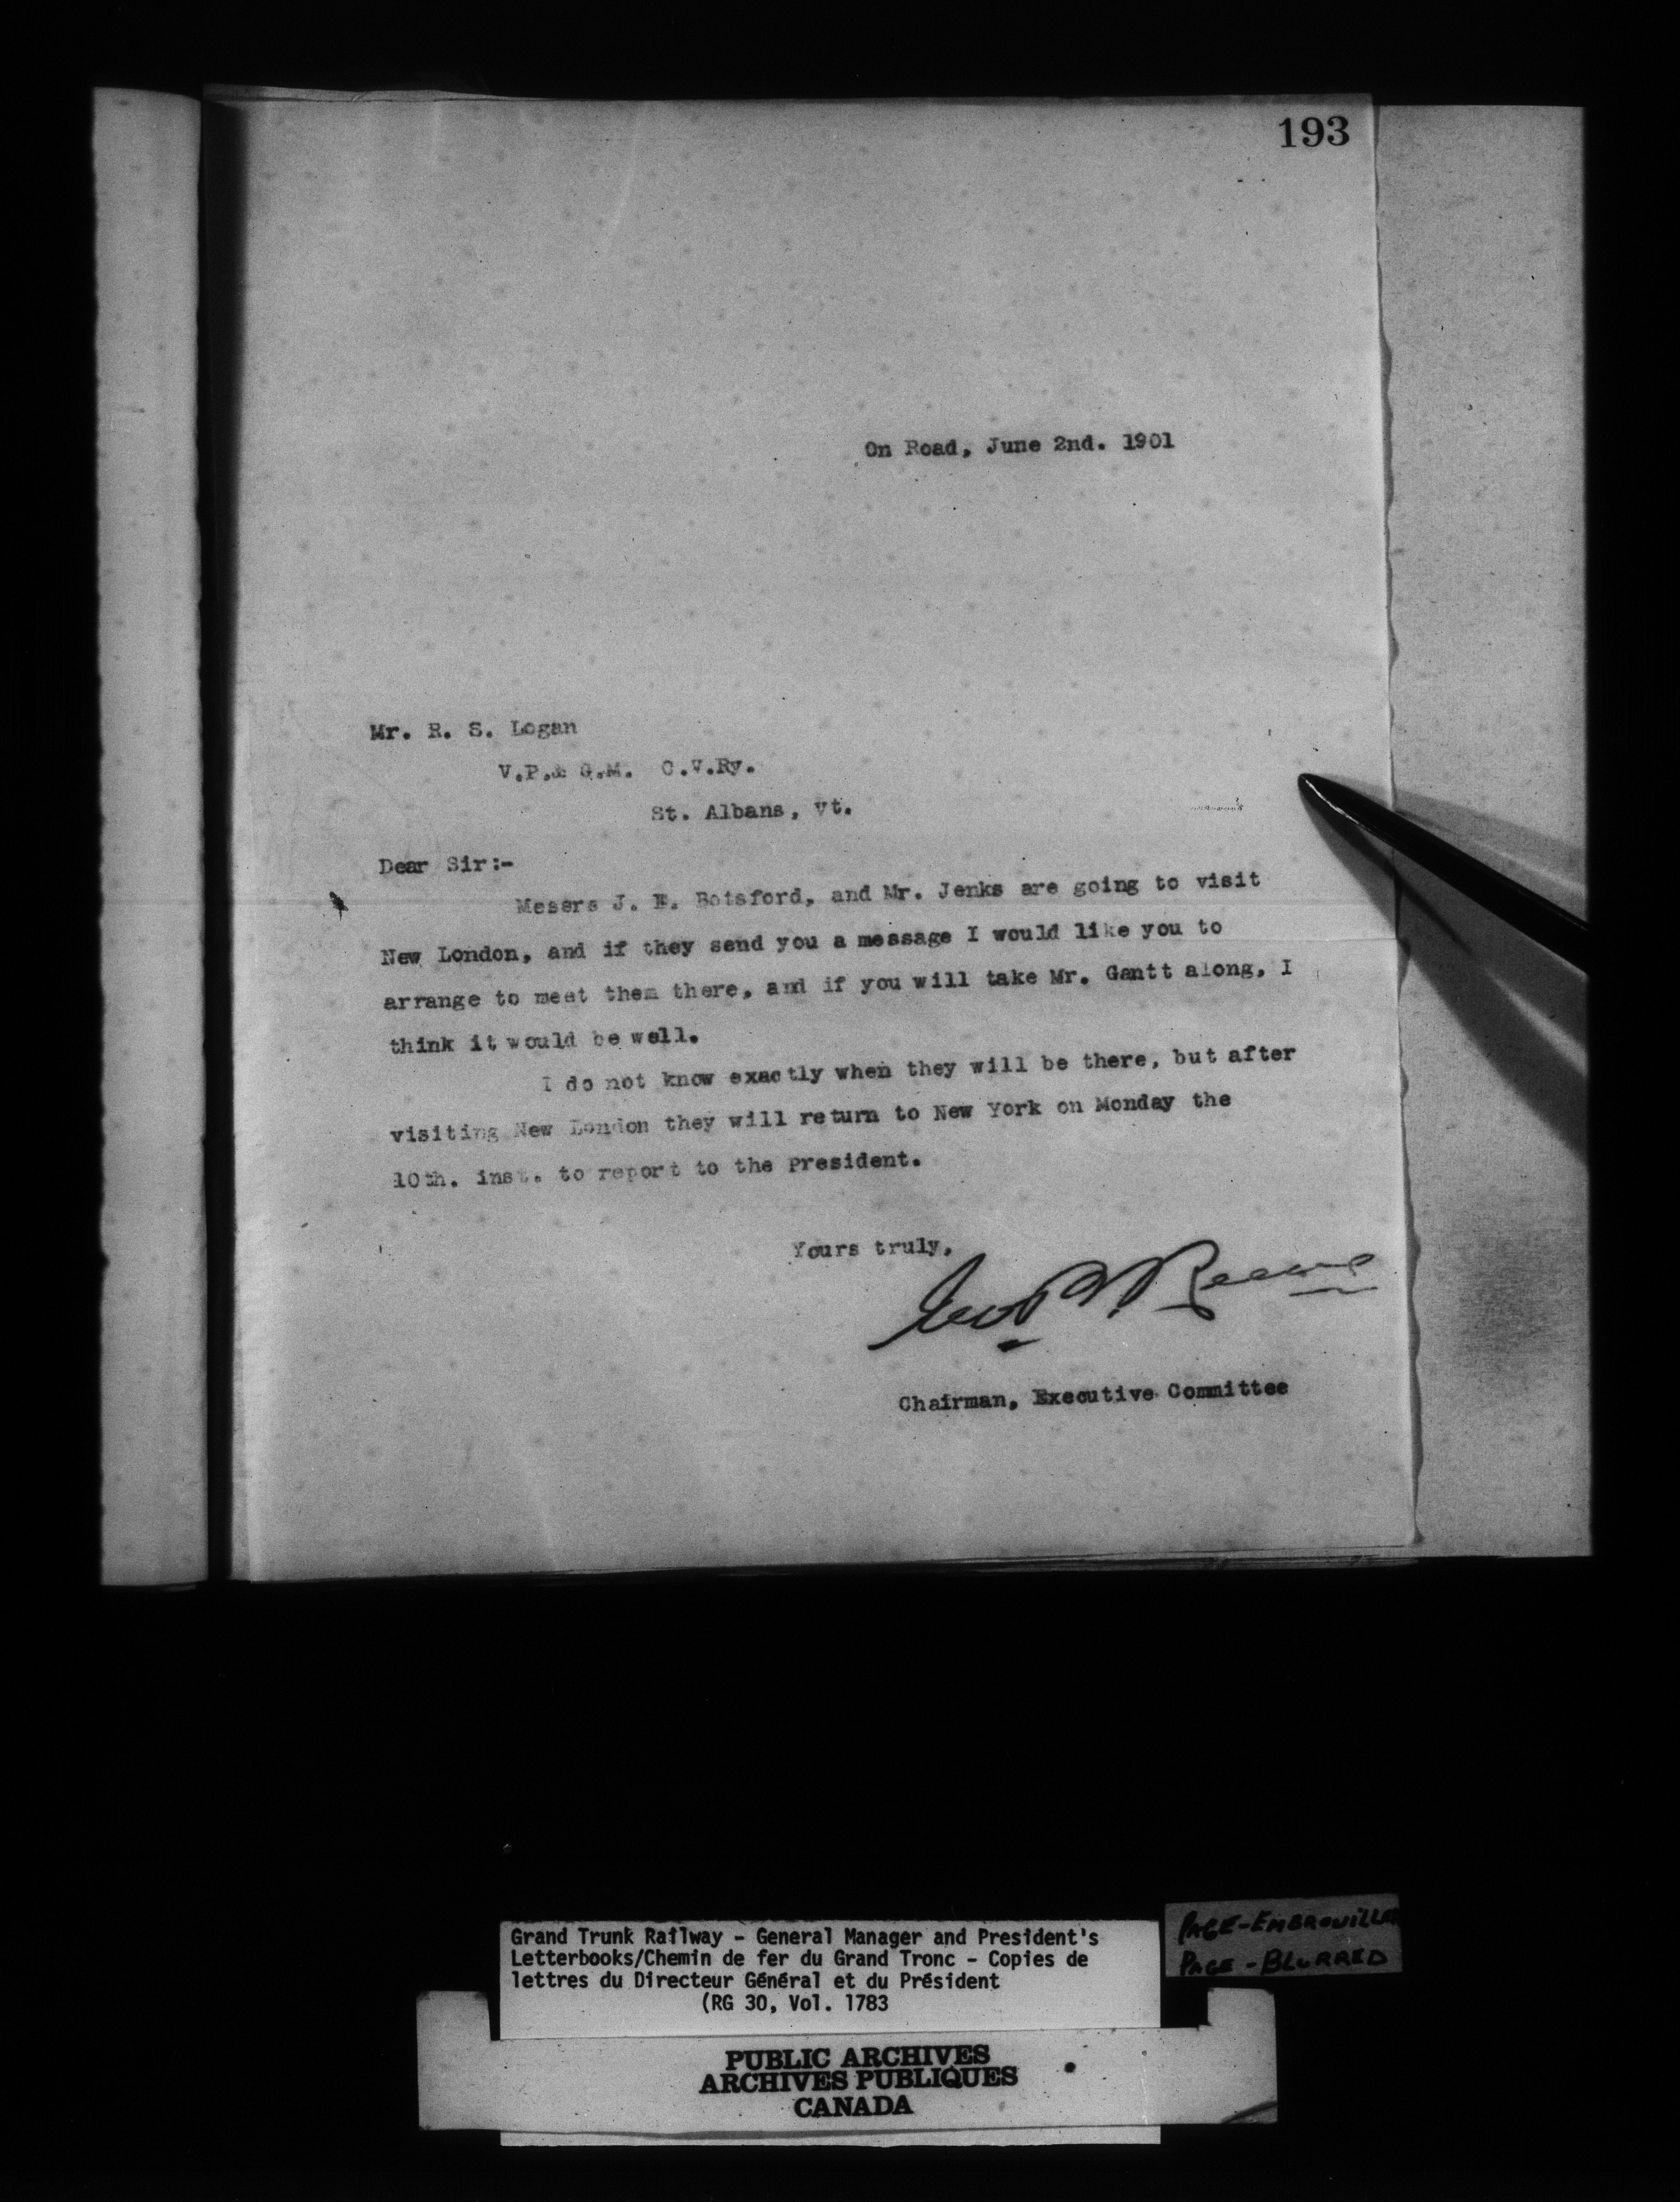 193
On Road, June 2nd. 1901
Mr. R. S. Logan
V.P.& G.M. C.V.Ry.
St. Albans, Vt.
Dear Sir:-
Messrs J. E. Botsford, and Mr. Jenks are going to visit
New London, and if they send you a message I would like you to
arrange to meet them there, and if you will take Mr. Gantt along, I
think it would be well.
I do not know exactly when they will be there, but after
visiting New London they will return to New York on Monday the
10th. inst. to report to the President.
Yours truly,
Geo. B. Reeve
Chairman, Executive Committee
Grand Trunk Railway - General Manager and President's
Letterbooks/Chemin de fer du Grand Tronc - Copies de
lettres du Directeur Général et du Président
(RG 30, Vol. 1783
PAGE-EMBROUILLE
PAGE-BLURRED
PUBLIC ARCHIVES
ARCHIVES PUBLIQUES
CANADA